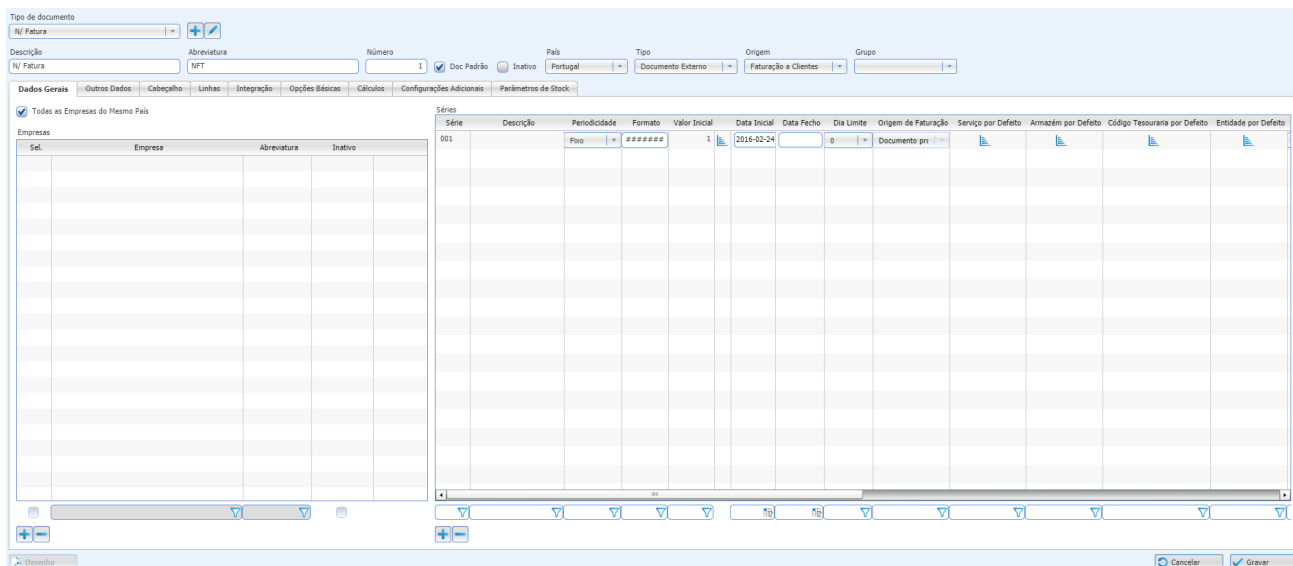 Tipo de documento
N/ Fatura
Descrição Abreviatura Número País Tipo Origem Grupo
N/ Fatura NFT 1 Doc Padrão Inativo Portugal Documento Externo Faturação a Clientes
Dados Gerais Outros Dados Cabeçalho Linhas Integração Opções Básicas Cálculos Configurações Adicionais Parâmetros de Stock
Todas as Empresas do Mesmo País
Empresas
Sel. Empresa Abreviatura Inativo
Séries
Série Descrição Periodicidade Formato Valor Inicial Data Inicial Data Fecho Dia Limite Origem de Faturação Serviço por Defeito Armazém por Defeito Código Tesouraria por Defeito Entidade por Defeito
001 Fixo ####### 1 2016-02-24 0 Documento pro
Desenho Cancelar Gravar